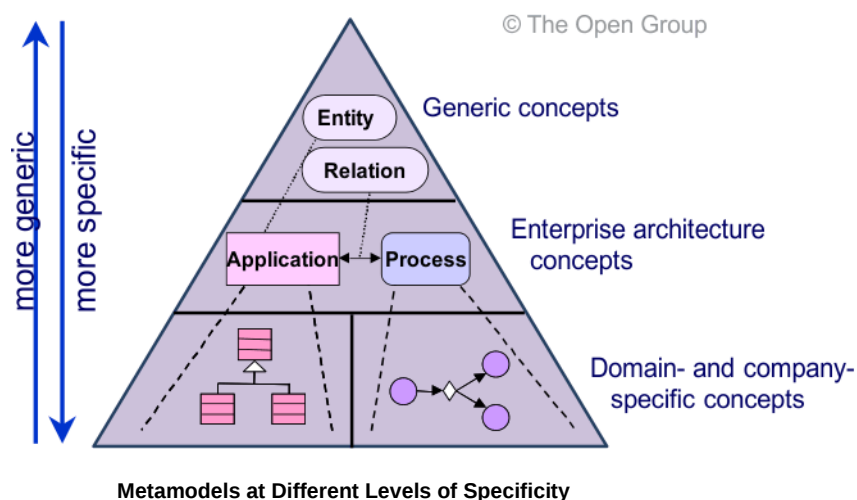 © The Open Group
Generic concepts
Entity
Relation
more generic
more specific
Enterprise architecture
concepts
Application
Process
Domain- and company-
specific concepts
Metamodels at Different Levels of Specificity